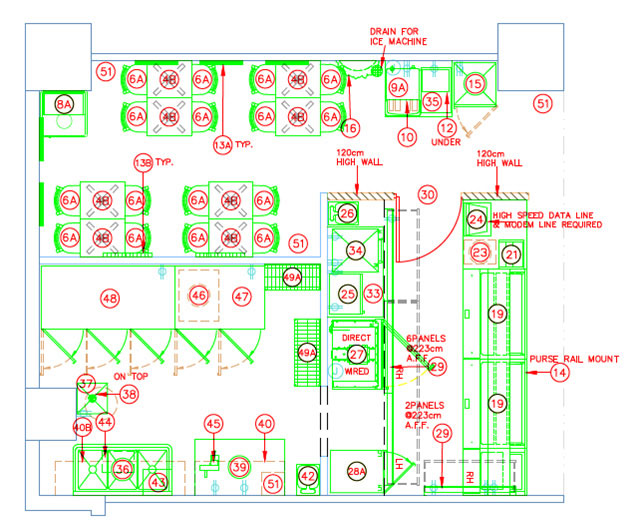 DRAIN FOR
ICE MACHINE
51
6A
4B
6A
6A
4B
6A
9A
35
15
8A
6A
4B
6A
6A
4B
6A
16
10
12
UNDER
51
13A TYP.
13B TYP.
120cm
HIGH WALL
120cm
HIGH WALL
30
6A
4B
6A
6A
4B
6A
26
24
HIGH SPEED DATA LINE
& MODEM LINE REQUIRED
6A
4B
6A
6A
4B
6A
51
34
23
21
49A
48
46
47
25
33
19
49A
DIRECT
27
WIRED
6PANELS
@223cm
A.F.F.
29
RH
PURSE RAIL MOUNT
14
ON TOP
37
38
19
2PANELS
@223cm
A.F.F.
40B
44
45
40
29
36
43
39
51
42
28A
LH
RH